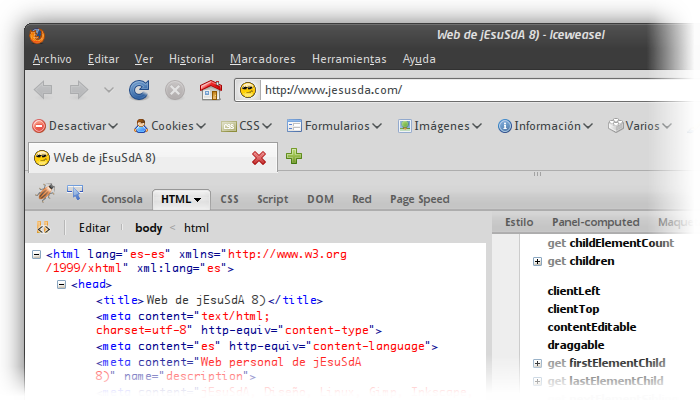 Web de jEsuSdA 8) - Iceweasel
Archivo Editar Ver Historial Marcadores Herramientas Ayuda
http://www.jesusda.com/
Desactivar Cookies CSS Formularios Imágenes Información Varios
Web de jEsuSdA 8)
Consola HTML CSS Script DOM Red Page Speed
Editar body < html
Estilo Panel-computed Maque
<html lang="es-es" xmlns="http://www.w3.org
/1999/xhtml" xml:lang="es">
<head>
<title>Web de jEsuSdA 8)</title>
<meta content="text/html;
charset=utf-8" http-equiv="content-type">
<meta content="es" http-equiv="content-language">
<meta content="Web personal de jEsuSdA
8)" name="description">
get childElementCount
get children
clientLeft
clientTop
contentEditable
draggable
get firstElementChild
get lastElementChild